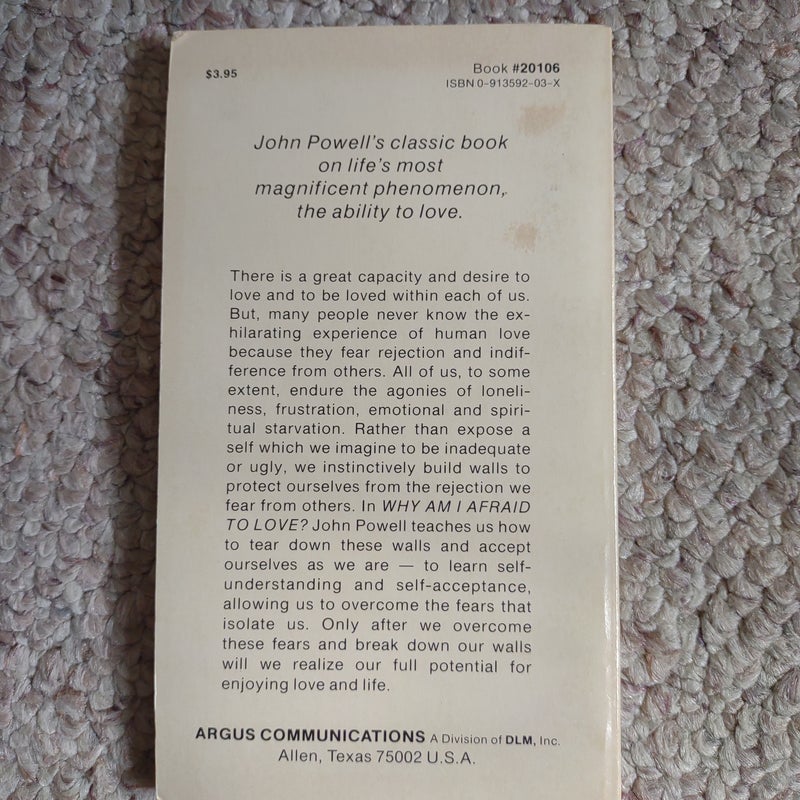 $3.95
Book #20106
ISBN 0-913592-03-X
John Powell's classic book
on life's most
magnificent phenomenon,
the ability to love.
There is a great capacity and desire to
love and to be loved within each of us.
But, many people never know the ex-
hilarating experience of human love
because they fear rejection and indif-
ference from others. All of us, to some
extent, endure the agonies of loneli-
ness, frustration, emotional and spiri-
tual starvation. Rather than expose a
self which we imagine to be inadequate
or ugly, we instinctively build walls to
protect ourselves from the rejection we
fear from others. In WHY AM I AFRAID
TO LOVE? John Powell teaches us how
to tear down these walls and accept
ourselves as we are — to learn self-
understanding and self-acceptance,
allowing us to overcome the fears that
isolate us. Only after we overcome
these fears and break down our walls
will we realize our full potential for
enjoying love and life.
ARGUS COMMUNICATIONS A Division of DLM, Inc.
Allen, Texas 75002 U.S.A.